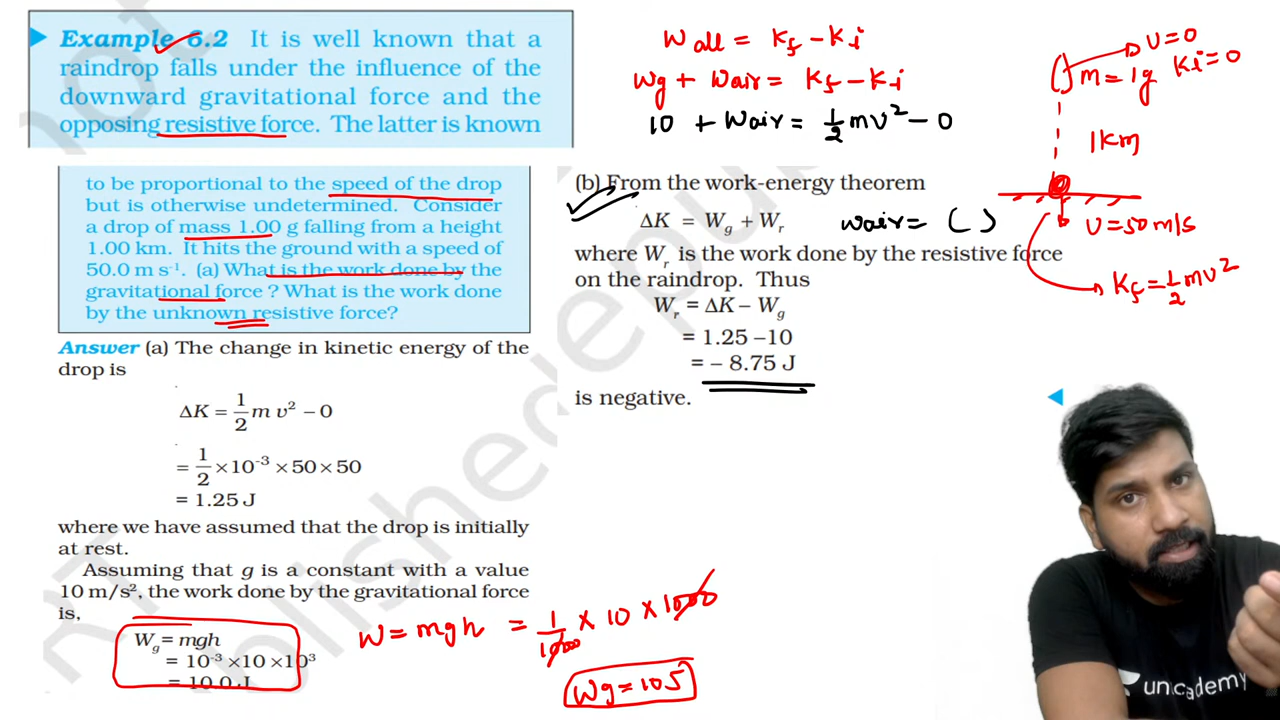 Example 6.2 It is well known that a
raindrop falls under the influence of the
downward gravitational force and the
opposing resistive force. The latter is known
to be proportional to the speed of the drop
but is otherwise undetermined. Consider
a drop of mass 1.00 g falling from a height
1.00 km. It hits the ground with a speed of
50.0 m s⁻¹. (a) What is the work done by the
gravitational force ? What is the work done
by the unknown resistive force?
Answer (a) The change in kinetic energy of the
drop is
ΔK = 1/2 m v² – 0
= 1/2 ×10⁻³ ×50×50
= 1.25 J
where we have assumed that the drop is initially
at rest.
Assuming that g is a constant with a value
10 m/s², the work done by the gravitational force
is,
W_g = mgh
= 10⁻³ ×10 ×10³
= 10.0 J
W = mgh = 1/1000 × 10 × 1000
Wg = 10J
Wall = Kf – Ki
Wg + Wair = Kf – Ki
10 + Wair = 1/2 mv² – 0
(b) From the work-energy theorem
ΔK = W_g + W_r
Wair = ( )
where W_r is the work done by the resistive force
on the raindrop. Thus
W_r = ΔK – W_g
= 1.25 –10
= – 8.75 J
is negative.
U=0
m = 1g Ki=0
1km
U=50m/s
Kf=1/2 mv²
unacademy